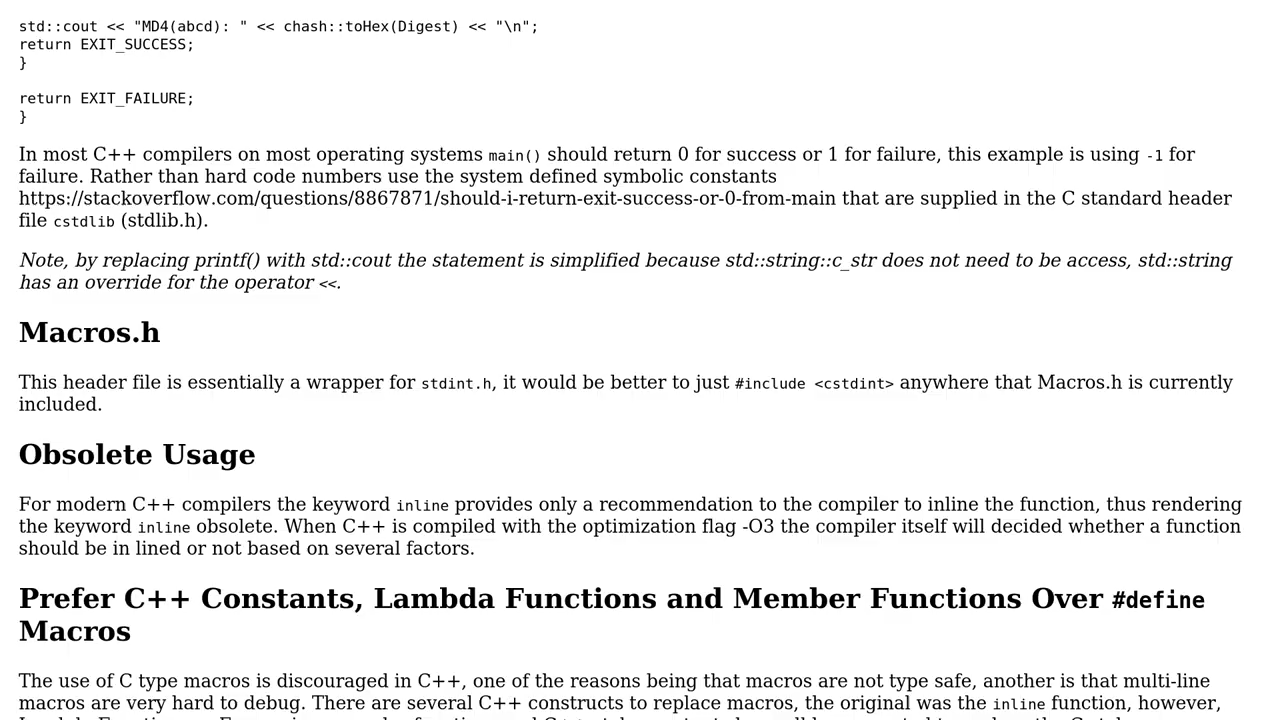 std::cout << "MD4(abcd): " << chash::toHex(Digest) << "\n";
return EXIT_SUCCESS;
}
return EXIT_FAILURE;
}
In most C++ compilers on most operating systems main() should return 0 for success or 1 for failure, this example is using -1 for
failure. Rather than hard code numbers use the system defined symbolic constants
https://stackoverflow.com/questions/8867871/should-i-return-exit-success-or-0-from-main that are supplied in the C standard header
file cstdlib (stdlib.h).
Note, by replacing printf() with std::cout the statement is simplified because std::string::c_str does not need to be access, std::string
has an override for the operator <<.
Macros.h
This header file is essentially a wrapper for stdint.h, it would be better to just #include <cstdint> anywhere that Macros.h is currently
included.
Obsolete Usage
For modern C++ compilers the keyword inline provides only a recommendation to the compiler to inline the function, thus rendering
the keyword inline obsolete. When C++ is compiled with the optimization flag -O3 the compiler itself will decided whether a function
should be in lined or not based on several factors.
Prefer C++ Constants, Lambda Functions and Member Functions Over #define
Macros
The use of C type macros is discouraged in C++, one of the reasons being that macros are not type safe, another is that multi-line
macros are very hard to debug. There are several C++ constructs to replace macros, the original was the inline function, however,